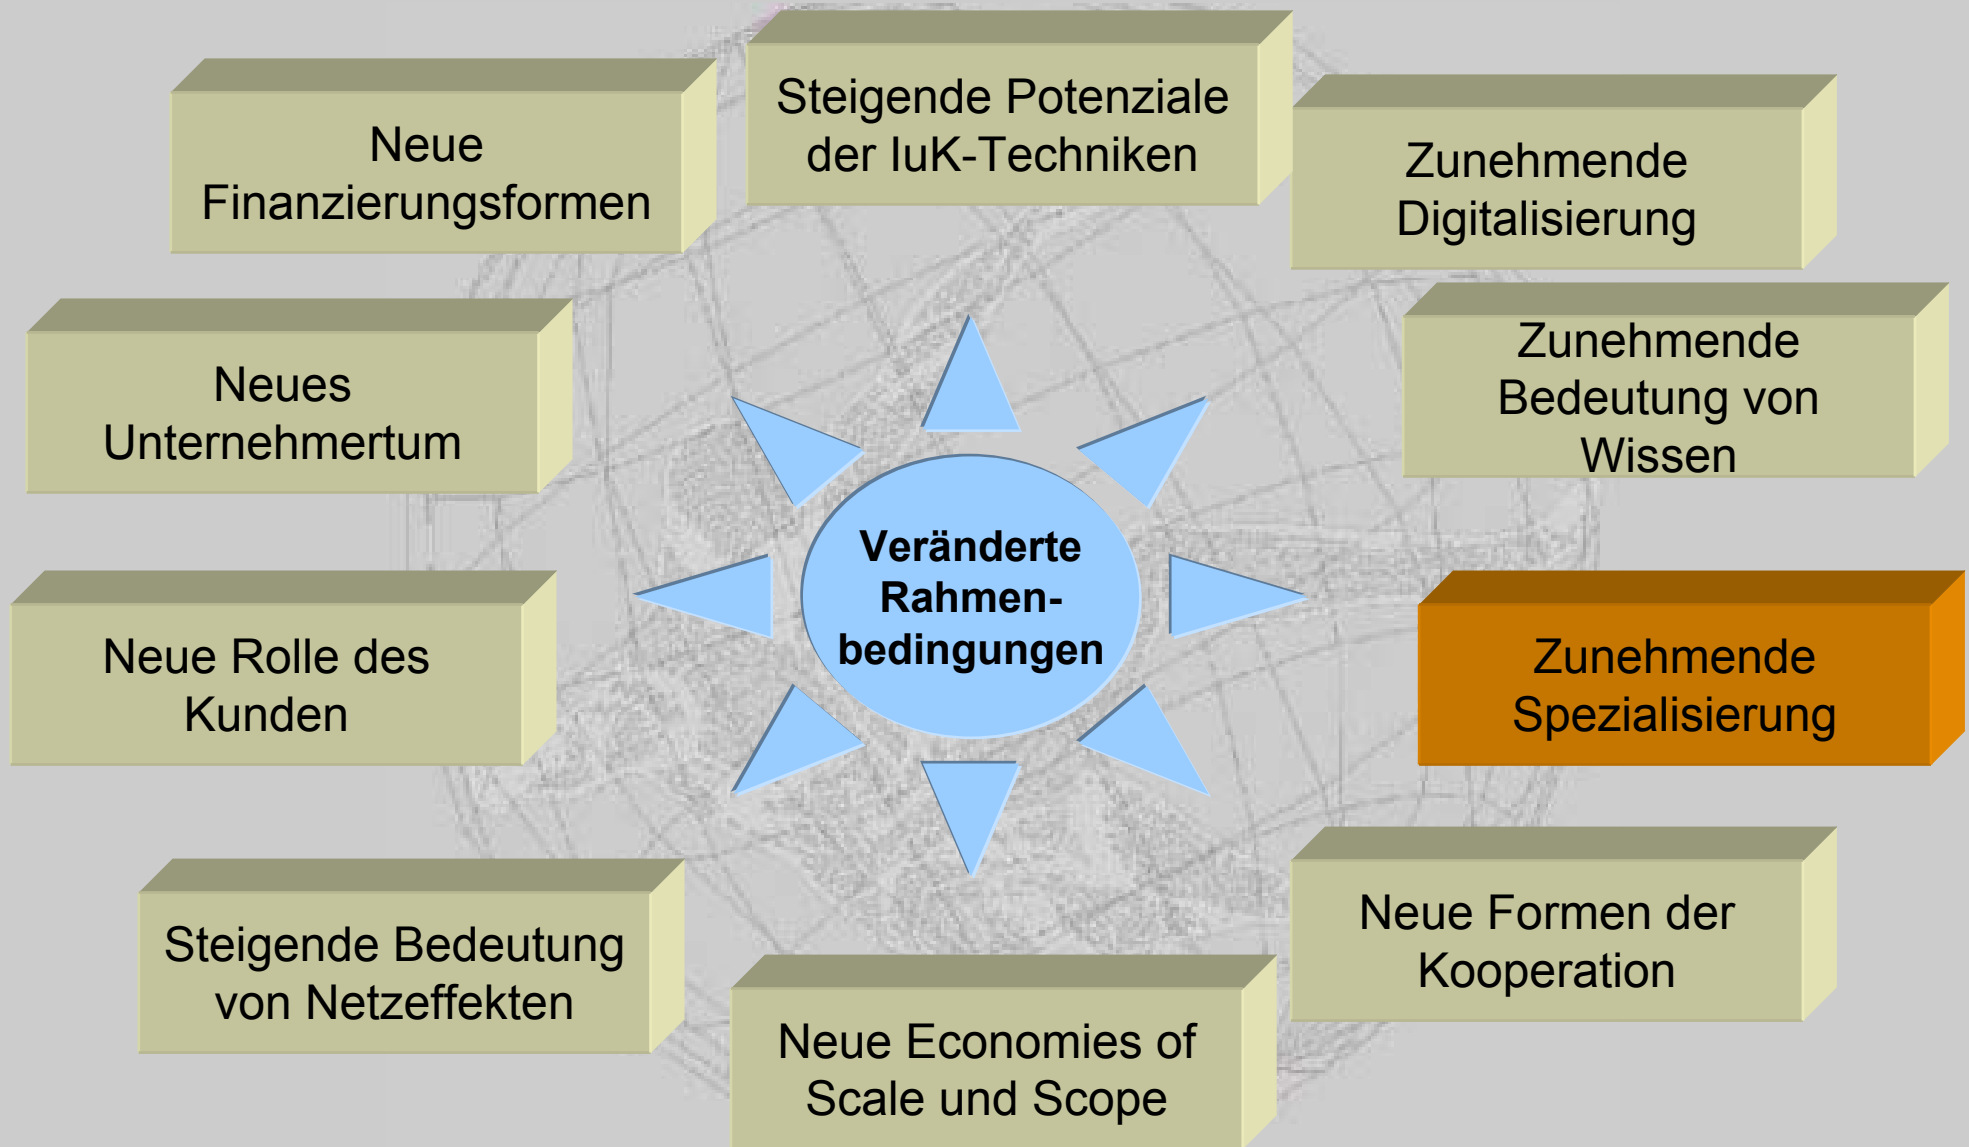 Steigende Potenziale
der IuK-Techniken
Neue
Finanzierungsformen
Zunehmende
Digitalisierung
Neues
Unternehmertum
Zunehmende
Bedeutung von
Wissen
Veränderte
Rahmen-
bedingungen
Neue Rolle des
Kunden
Zunehmende
Spezialisierung
Steigende Bedeutung
von Netzeffekten
Neue Formen der
Kooperation
Neue Economies of
Scale und Scope